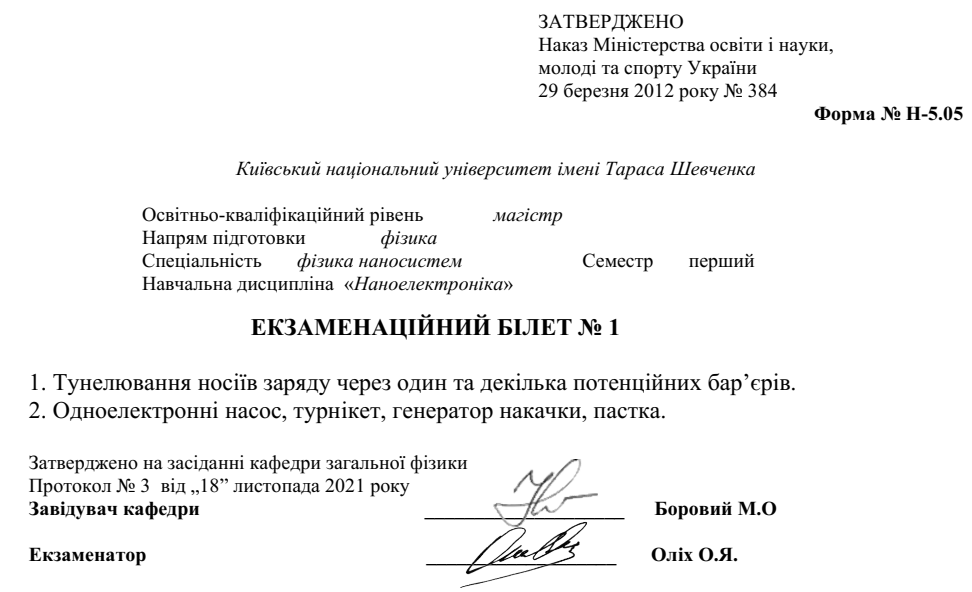 ЗАТВЕРДЖЕНО
Наказ Міністерства освіти і науки,
молоді та спорту України
29 березня 2012 року № 384
Форма № Н-5.05
Київський національний університет імені Тараса Шевченка
Освітньо-кваліфікаційний рівень магістр
Напрям підготовки фізика
Спеціальність фізика наносистем Семестр перший
Навчальна дисципліна «Наноелектроніка»
ЕКЗАМЕНАЦІЙНИЙ БІЛЕТ № 1
1. Тунелювання носіїв заряду через один та декілька потенційних бар’єрів.
2. Одноелектронні насос, турнікет, генератор накачки, пастка.
Затверджено на засіданні кафедри загальної фізики
Протокол № 3 від „18” листопада 2021 року
Завідувач кафедри Боровий М.О
Екзаменатор Оліх О.Я.